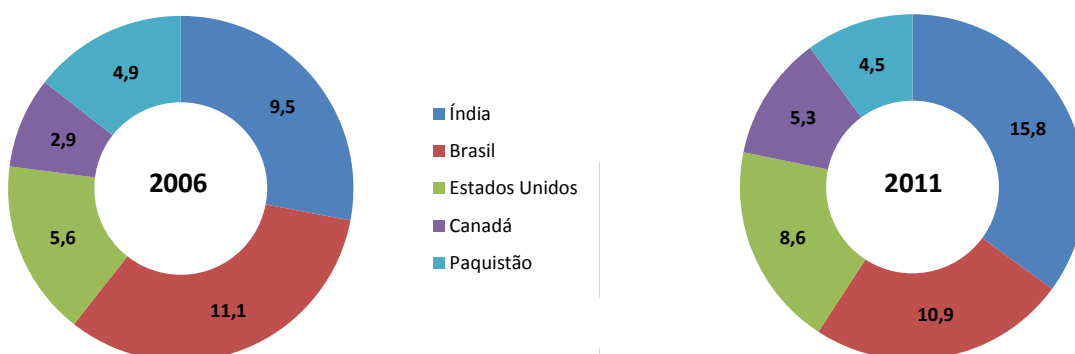 4,9
9,5
2,9
2006
5,6
11,1
Índia
Brasil
Estados Unidos
Canadá
Paquistão
4,5
5,3
15,8
2011
8,6
10,9